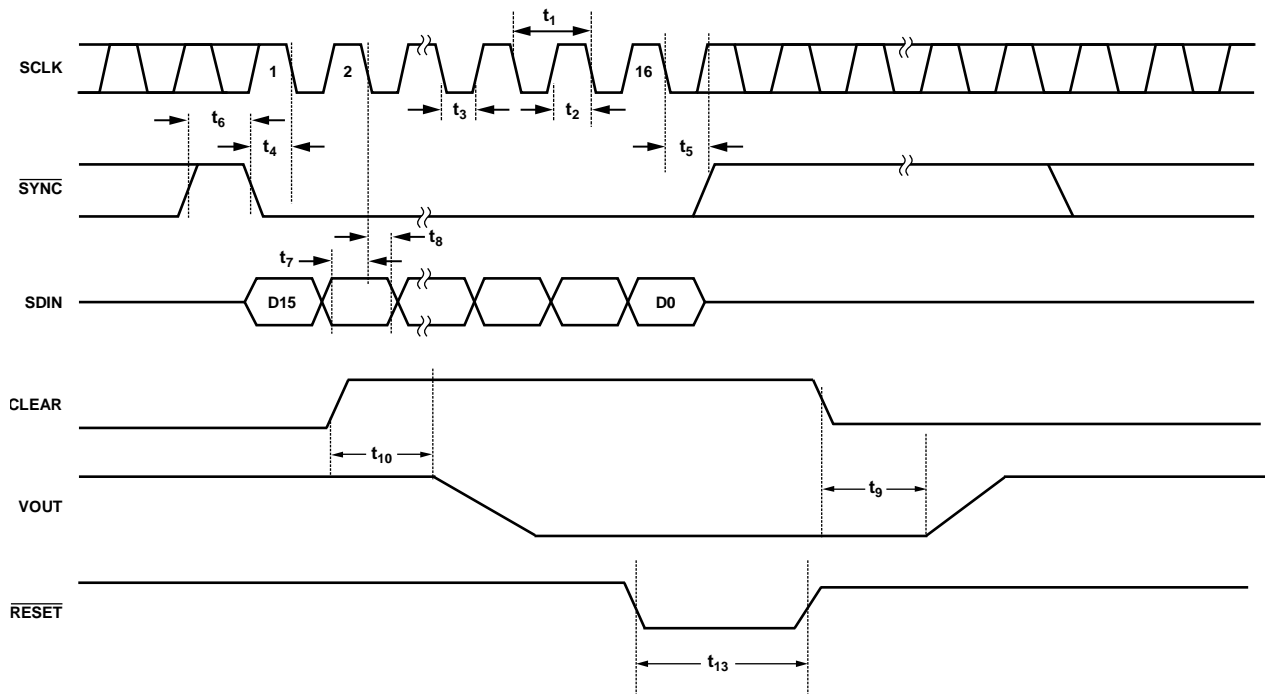 t1
SCLK
1
2
16
t3
t2
t6
t4
t5
SYNC
t8
t7
SDIN
D15
D0
CLEAR
t10
t9
VOUT
RESET
t13